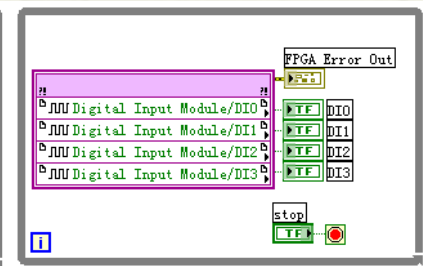 FPGA Error Out
?! ?!
Digital Input Module/DI0 TF DI0
Digital Input Module/DI1 TF DI1
Digital Input Module/DI2 TF DI2
Digital Input Module/DI3 TF DI3
stop
TF
i